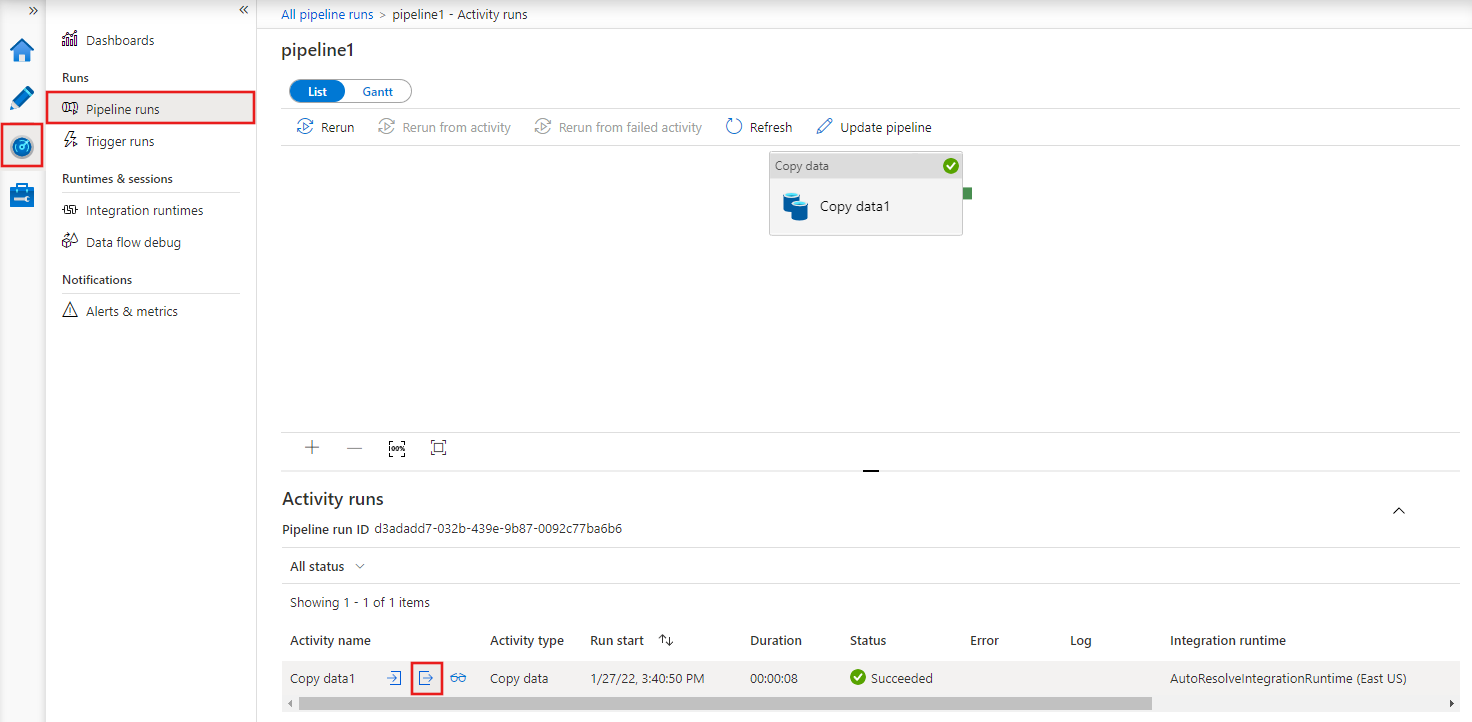 All pipeline runs > pipeline1 - Activity runs
Dashboards
Runs
Pipeline runs
Trigger runs
Runtimes & sessions
Integration runtimes
Data flow debug
Notifications
Alerts & metrics
pipeline1
List Gantt
Rerun Rerun from activity Rerun from failed activity Refresh Update pipeline
Copy data
Copy data1
100%
Activity runs
Pipeline run ID d3adadd7-032b-439e-9b87-0092c77ba6b6
All status
Showing 1 - 1 of 1 items
Activity name Activity type Run start Duration Status Error Log Integration runtime
Copy data1 Copy data 1/27/22, 3:40:50 PM 00:00:08 Succeeded AutoResolveIntegrationRuntime (East US)